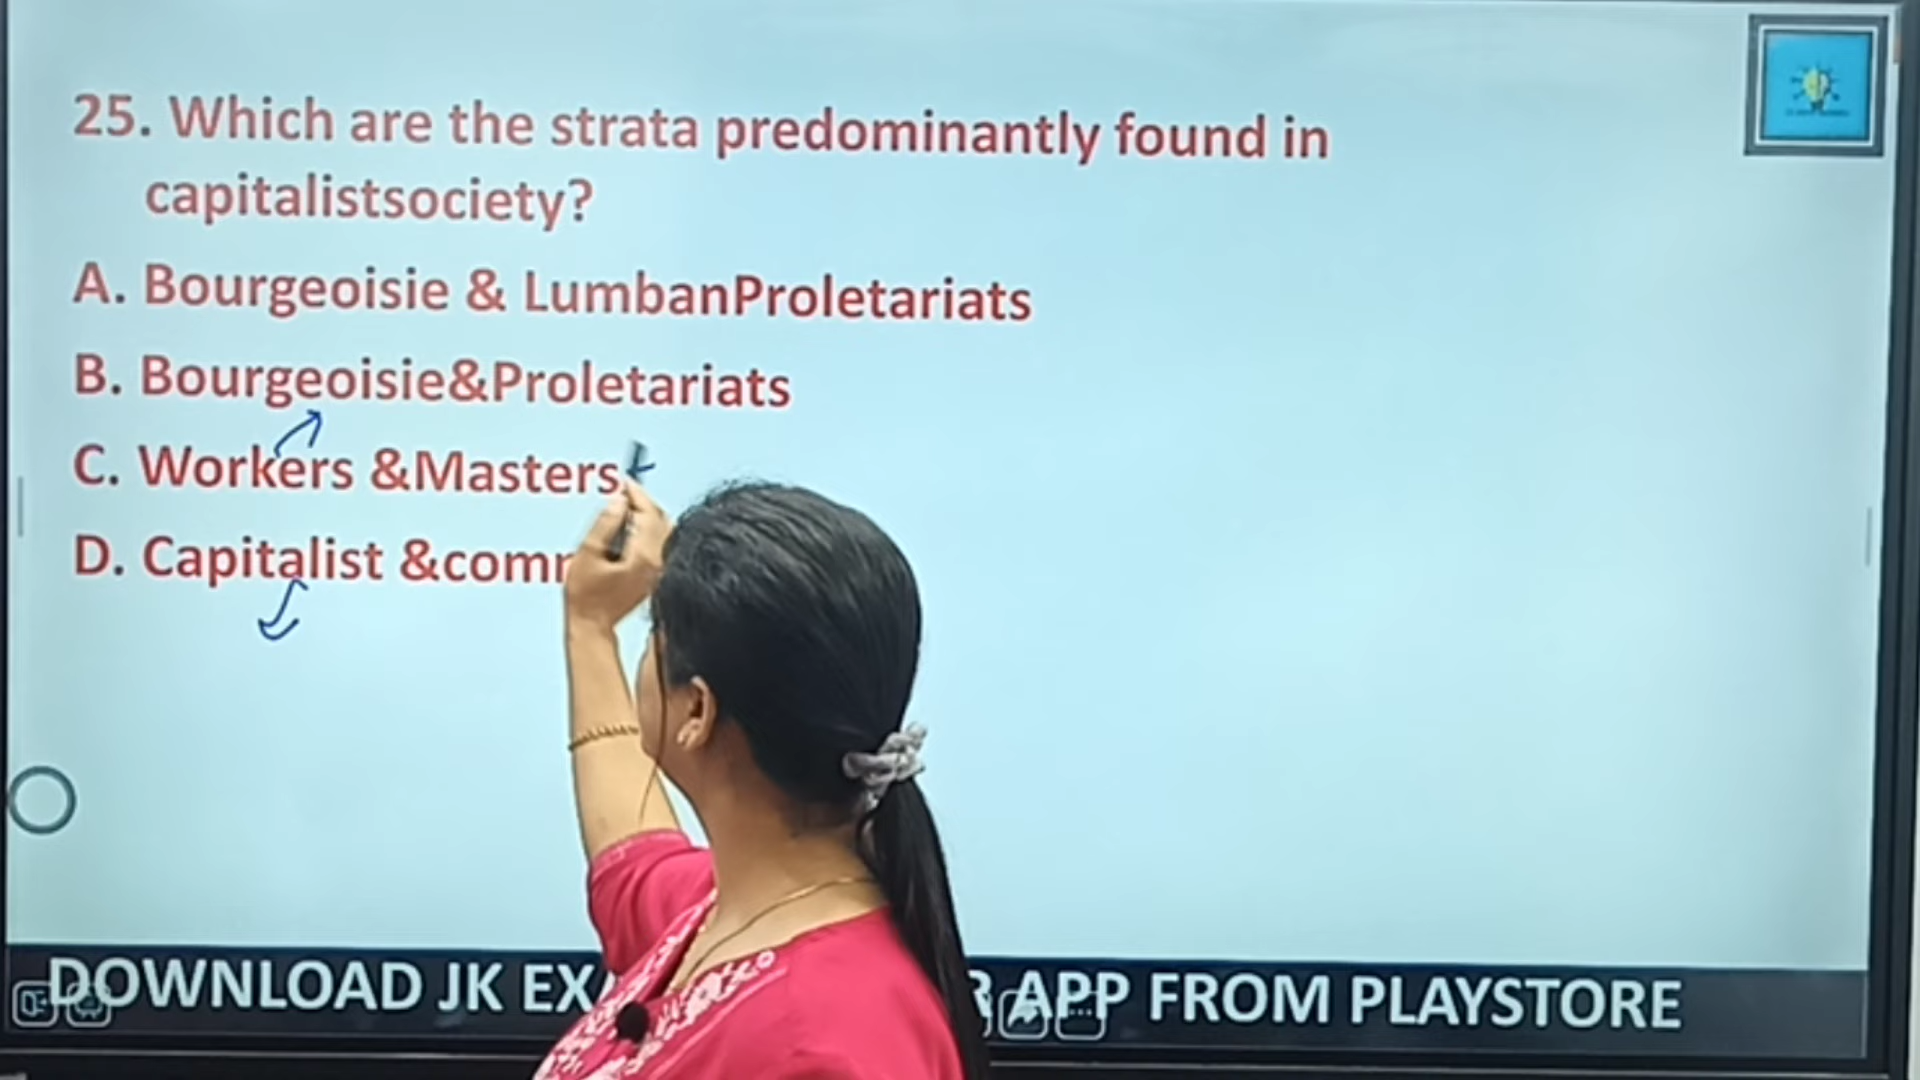 25. Which are the strata predominantly found in
capitalistsociety?
A. Bourgeoisie & LumbanProletariats
B. Bourgeoisie&Proletariats
C. Workers &Masters
D. Capitalist &com
DOWNLOAD JK EX R APP FROM PLAYSTORE